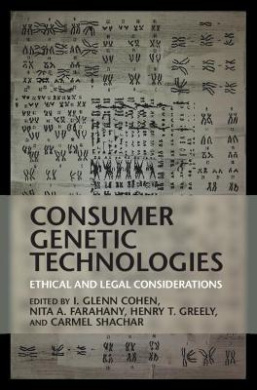 CONSUMER
GENETIC
TECHNOLOGIES
ETHICAL AND LEGAL CONSIDERATIONS
EDITED BY I. GLENN COHEN,
NITA A. FARAHANY, HENRY T. GREELY,
AND CARMEL SHACHAR